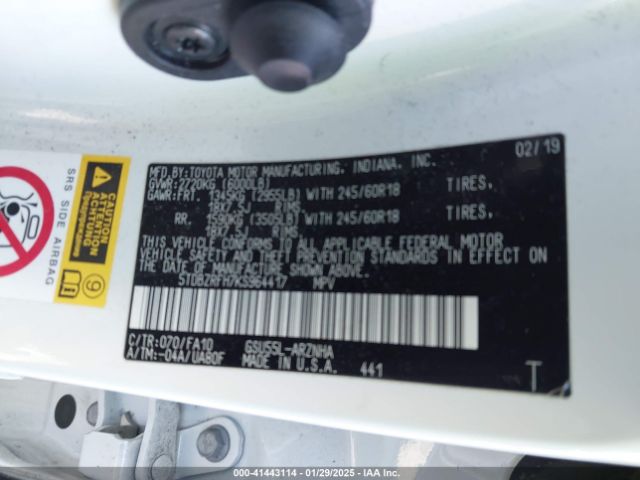 MFD.BY:TOYOTA MOTOR MANUFACTURING, INDIANA, INC. 02/19
GVWR:2720KG (6000LB)
GAWR:FRT. 1345KG (2955LB) WITH 245/60R18 TIRES,
18X7.5J RIMS
RR. 1590KG (3505LB) WITH 245/60R18 TIRES,
18X7.5J RIMS
THIS VEHICLE CONFORMS TO ALL APPLICABLE FEDERAL MOTOR
VEHICLE SAFETY AND THEFT PREVENTION STANDARDS IN EFFECT ON
THE DATE OF MANUFACTURE SHOWN ABOVE.
5TDBZRFH7KS964417 MPV
C/TR:070/FA10 GSU55L-ARZNHA
A/TM:-04A/UA80F MADE IN U.S.A. 441 T
SRS SIDE AIRBAG
CAUTION
ATTENTION
ACHTUNG
9
000-41443114 - 01/29/2025 - IAA Inc.